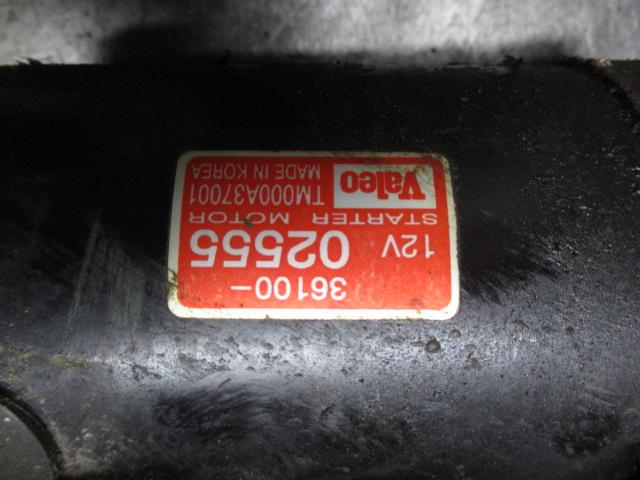 36100-
12V 02555
STARTER MOTOR
Valeo TM000A37001
MADE IN KOREA